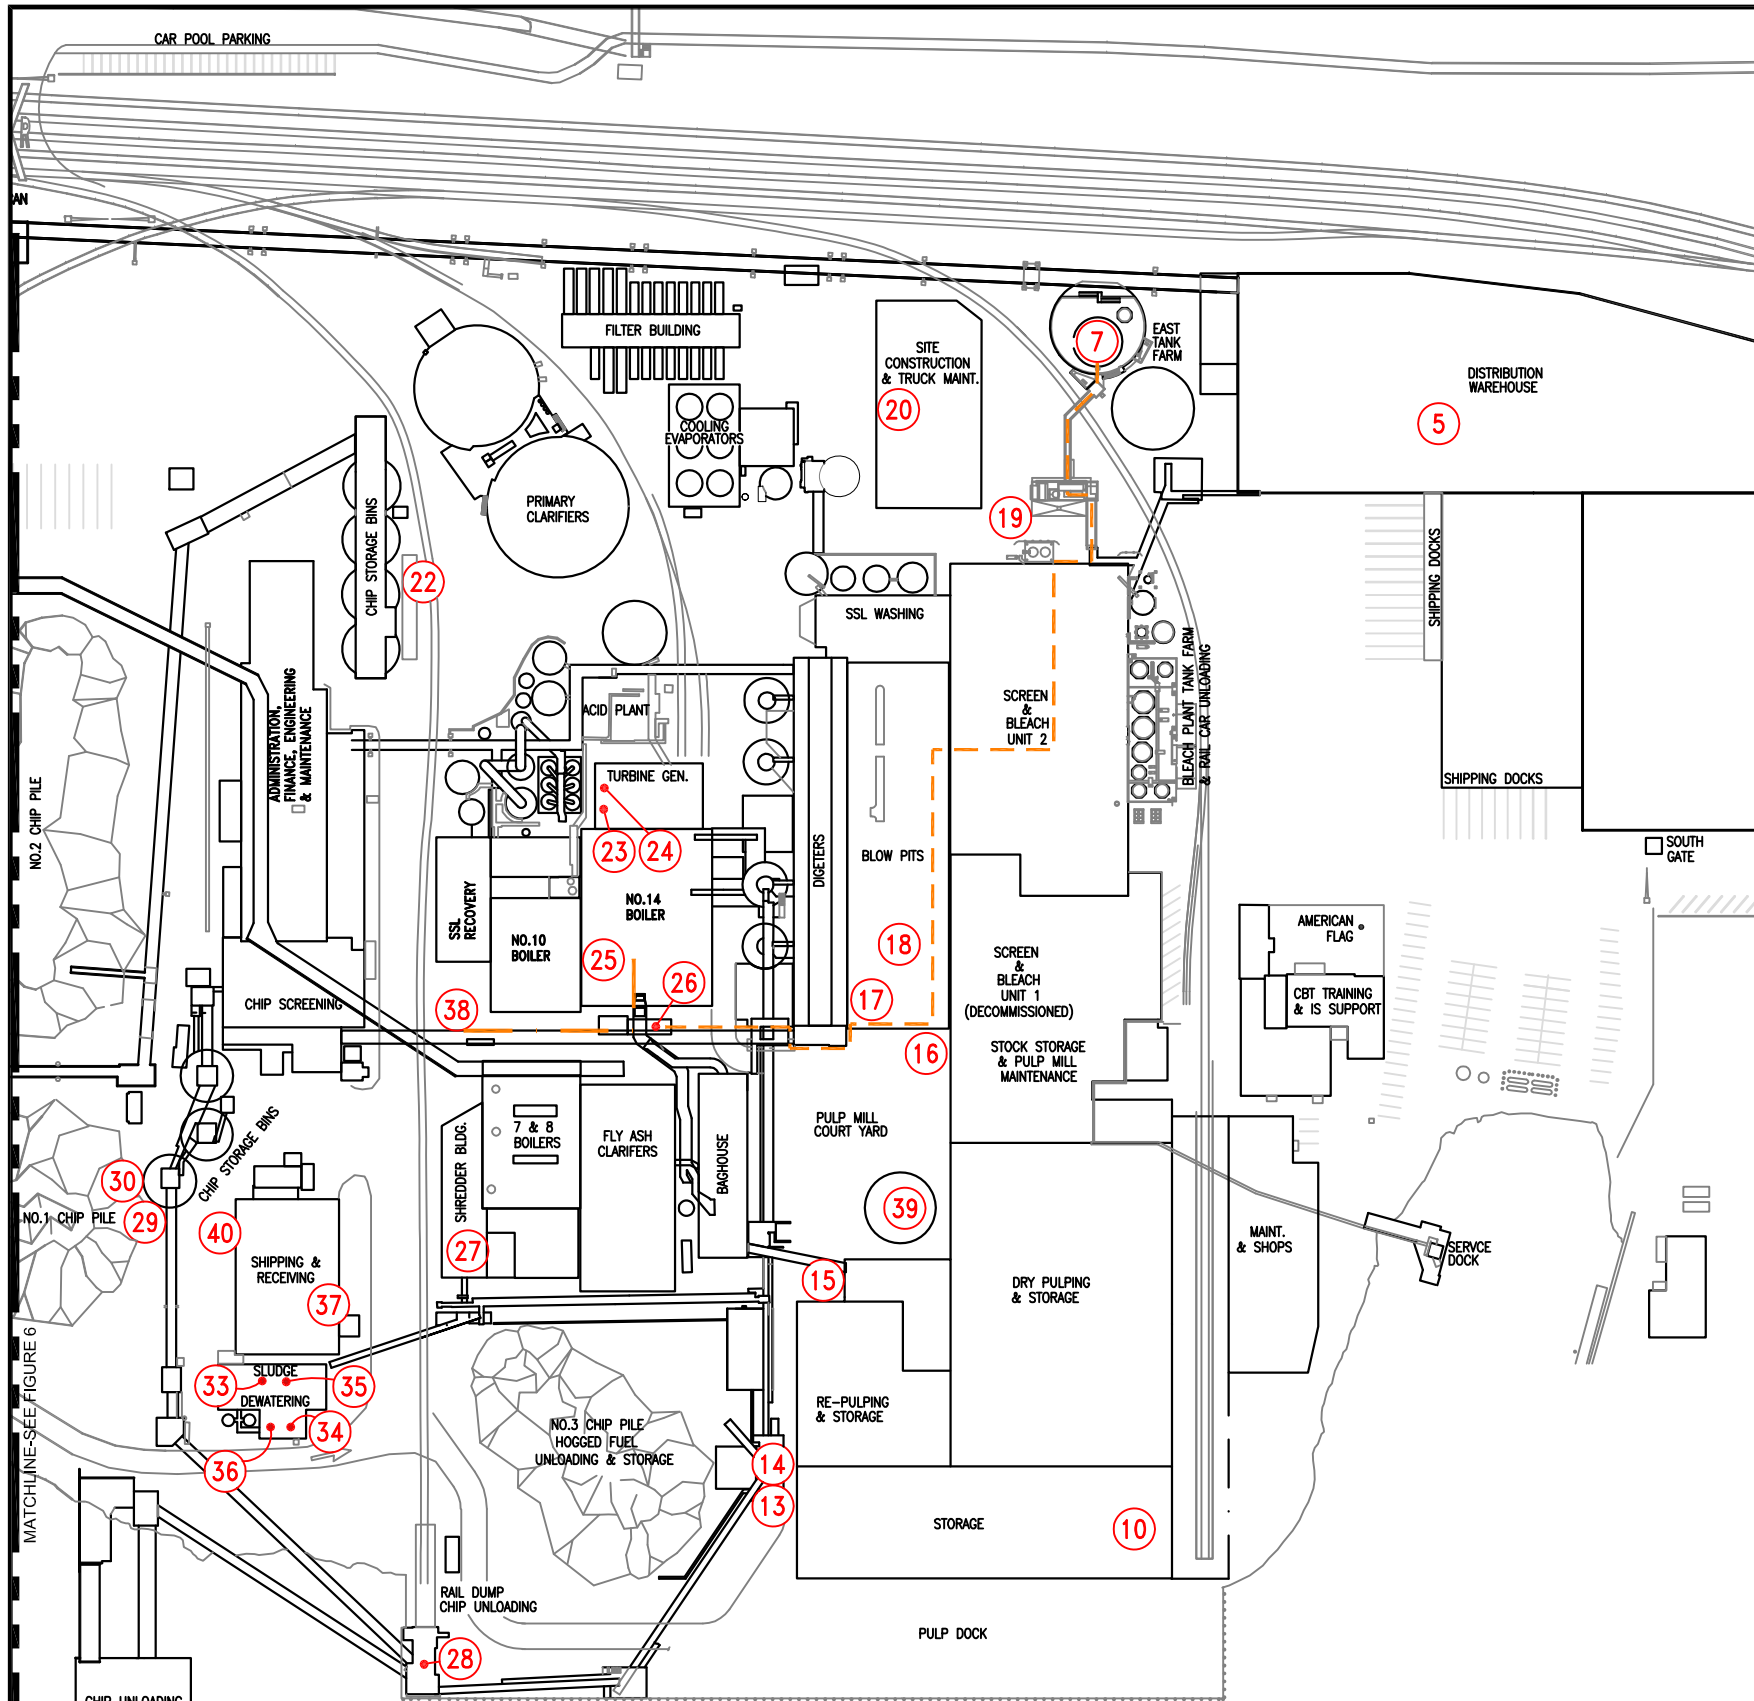 CAR POOL PARKING
AN
FILTER BUILDING
SITE
CONSTRUCTION
& TRUCK MAINT.
20
7
EAST
TANK
FARM
DISTRIBUTION
WAREHOUSE
5
COOLING
EVAPORATORS
PRIMARY
CLARIFIERS
19
CHIP STORAGE BINS
22
SHIPPING DOCKS
SSL WASHING
ADMINISTRATION,
FINANCE, ENGINEERING
& MAINTENANCE
ACID PLANT
SCREEN
&
BLEACH
UNIT 2
BLEACH PLANT TANK FARM
& RAIL CAR UNLOADING
SHIPPING DOCKS
NO.2 CHIP PILE
TURBINE GEN.
23
24
DIGETERS
BLOW PITS
SOUTH
GATE
SSL
RECOVERY
NO.10
BOILER
NO.14
BOILER
25
26
18
17
AMERICAN
FLAG
SCREEN
&
BLEACH
UNIT 1
(DECOMMISSIONED)
CBT TRAINING
& IS SUPPORT
CHIP SCREENING
38
16
STOCK STORAGE
& PULP MILL
MAINTENANCE
CHIP STORAGE BINS
SHREDDER BLDG.
7 & 8
BOILERS
FLY ASH
CLARIFERS
BAGHOUSE
PULP MILL
COURT YARD
30
29
NO.1 CHIP PILE
40
39
27
SHIPPING &
RECEIVING
37
15
DRY PULPING
& STORAGE
MAINT.
& SHOPS
SERVCE
DOCK
MATCHLINE-SEE FIGURE 6
33
SLUDGE
DEWATERING
35
34
36
NO.3 CHIP PILE
HOGGED FUEL
UNLOADING & STORAGE
RE-PULPING
& STORAGE
14
13
STORAGE
10
RAIL DUMP
CHIP UNLOADING
28
PULP DOCK
CHIP UNLOADING